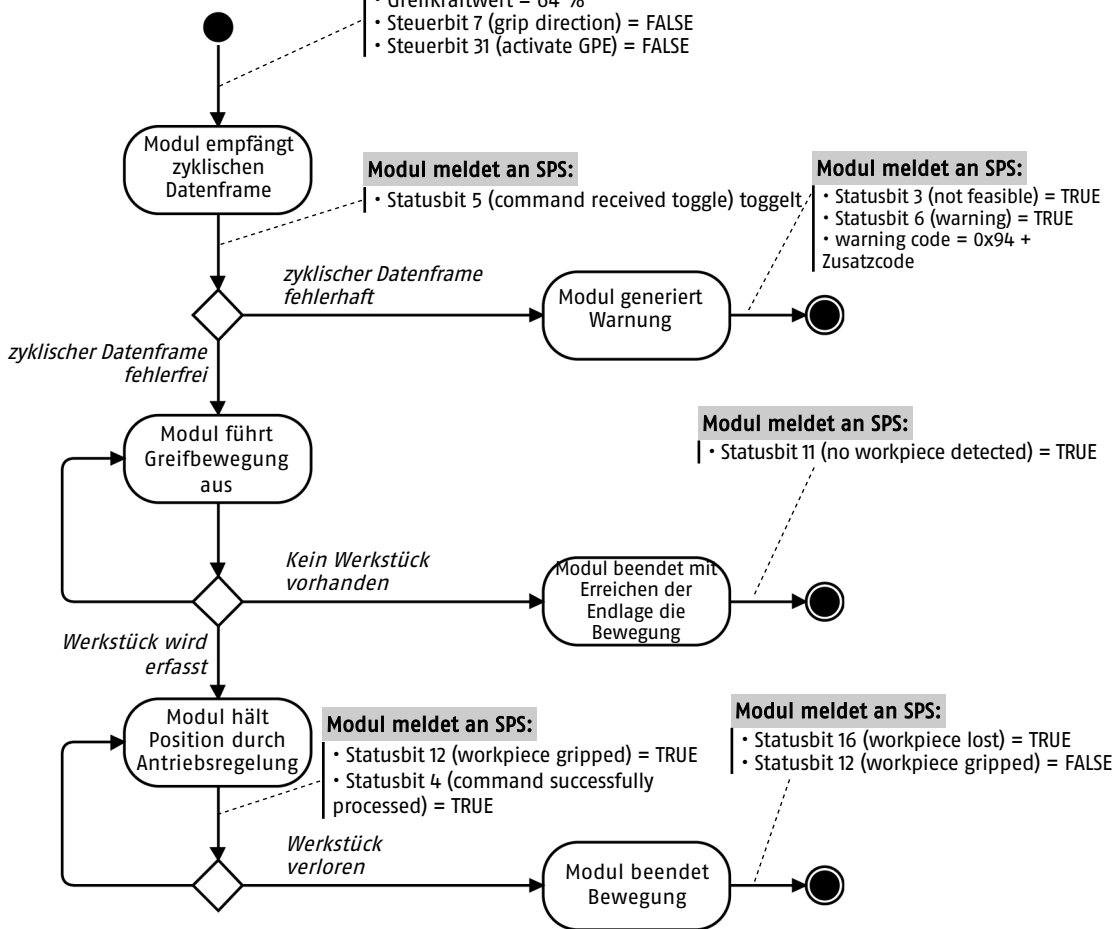 • Greifkraftwert = 64 %
• Steuerbit 7 (grip direction) = FALSE
• Steuerbit 31 (activate GPE) = FALSE
Modul empfängt
zyklischen
Datenframe
Modul meldet an SPS:
• Statusbit 5 (command received toggle) toggelt
Modul meldet an SPS:
• Statusbit 3 (not feasible) = TRUE
• Statusbit 6 (warning) = TRUE
• warning code = 0x94 +
Zusatzcode
zyklischer Datenframe
fehlerhaft
Modul generiert
Warnung
zyklischer Datenframe
fehlerfrei
Modul führt
Greifbewegung
aus
Modul meldet an SPS:
• Statusbit 11 (no workpiece detected) = TRUE
Kein Werkstück
vorhanden
Modul beendet mit
Erreichen der
Endlage die
Bewegung
Werkstück wird
erfasst
Modul hält
Position durch
Antriebsregelung
Modul meldet an SPS:
• Statusbit 12 (workpiece gripped) = TRUE
• Statusbit 4 (command successfully
processed) = TRUE
Modul meldet an SPS:
• Statusbit 16 (workpiece lost) = TRUE
• Statusbit 12 (workpiece gripped) = FALSE
Werkstück
verloren
Modul beendet
Bewegung